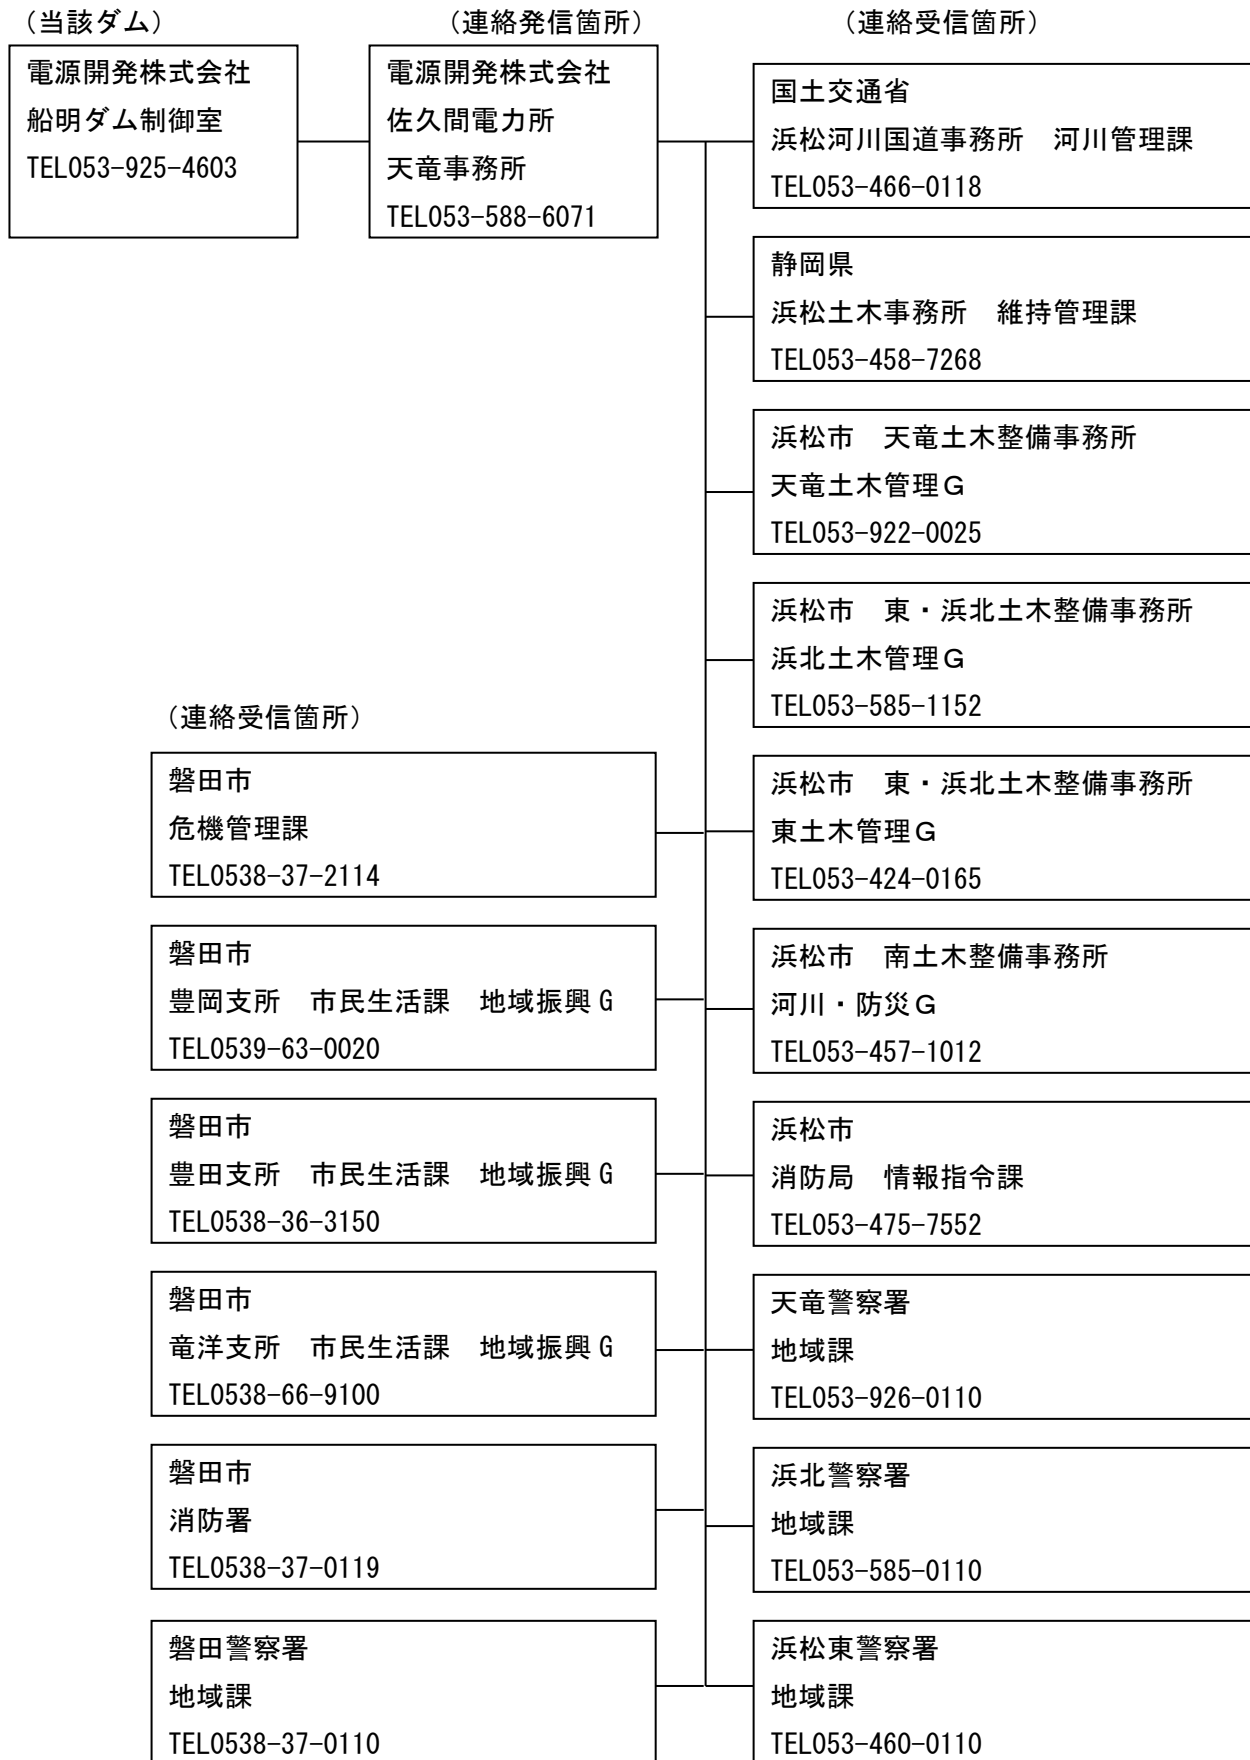 （当該ダム）
電源開発株式会社
船明ダム制御室
TEL053-925-4603
（連絡発信箇所）
電源開発株式会社
佐久間電力所
天竜事務所
TEL053-588-6071
（連絡受信箇所）
国土交通省
浜松河川国道事務所　河川管理課
TEL053-466-0118
静岡県
浜松土木事務所　維持管理課
TEL053-458-7268
浜松市　天竜土木整備事務所
天竜土木管理Ｇ
TEL053-922-0025
浜松市　東・浜北土木整備事務所
浜北土木管理Ｇ
TEL053-585-1152
浜松市　東・浜北土木整備事務所
東土木管理Ｇ
TEL053-424-0165
浜松市　南土木整備事務所
河川・防災Ｇ
TEL053-457-1012
浜松市
消防局　情報指令課
TEL053-475-7552
天竜警察署
地域課
TEL053-926-0110
浜北警察署
地域課
TEL053-585-0110
浜松東警察署
地域課
TEL053-460-0110
（連絡受信箇所）
磐田市
危機管理課
TEL0538-37-2114
磐田市
豊岡支所　市民生活課　地域振興G
TEL0539-63-0020
磐田市
豊田支所　市民生活課　地域振興G
TEL0538-36-3150
磐田市
竜洋支所　市民生活課　地域振興G
TEL0538-66-9100
磐田市
消防署
TEL0538-37-0119
磐田警察署
地域課
TEL0538-37-0110